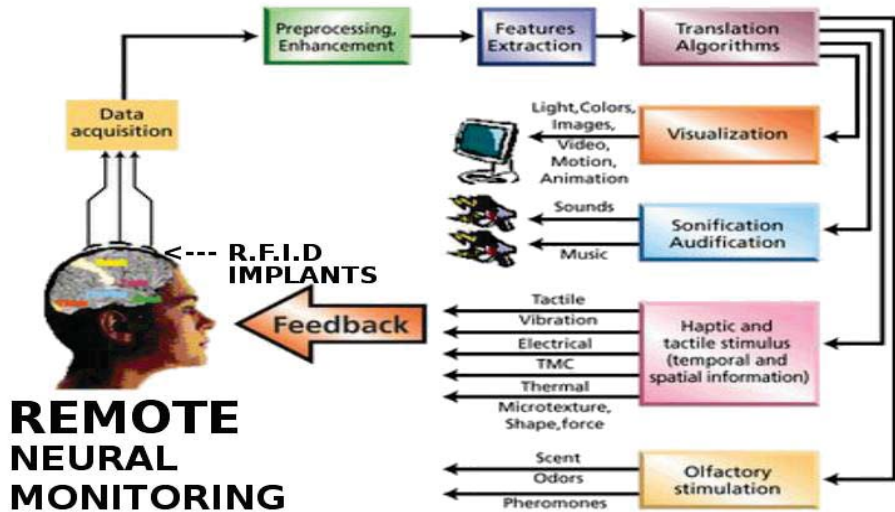 Preprocessing,
Enhancement
Features
Extraction
Translation
Algorithms
Data
acquisition
Light,Colors,
Images,
Video,
Motion,
Animation
Visualization
Sounds
Music
Sonification
Audification
<--- R.F.I.D
IMPLANTS
Feedback
Tactile
Vibration
Electrical
TMC
Thermal
Microtexture,
Shape,force
Haptic and
tactile stimulus
(temporal and
spatial information)
REMOTE
NEURAL
MONITORING
Scent
Odors
Pheromones
Olfactory
stimulation